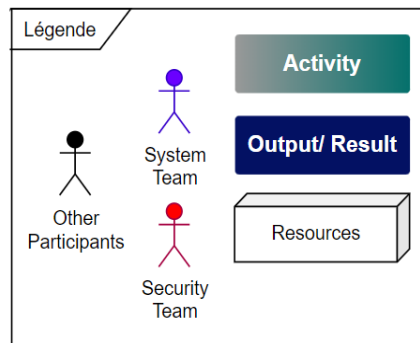 Légende
Activity
System
Team
Output/ Result
Other
Participants
Resources
Security
Team